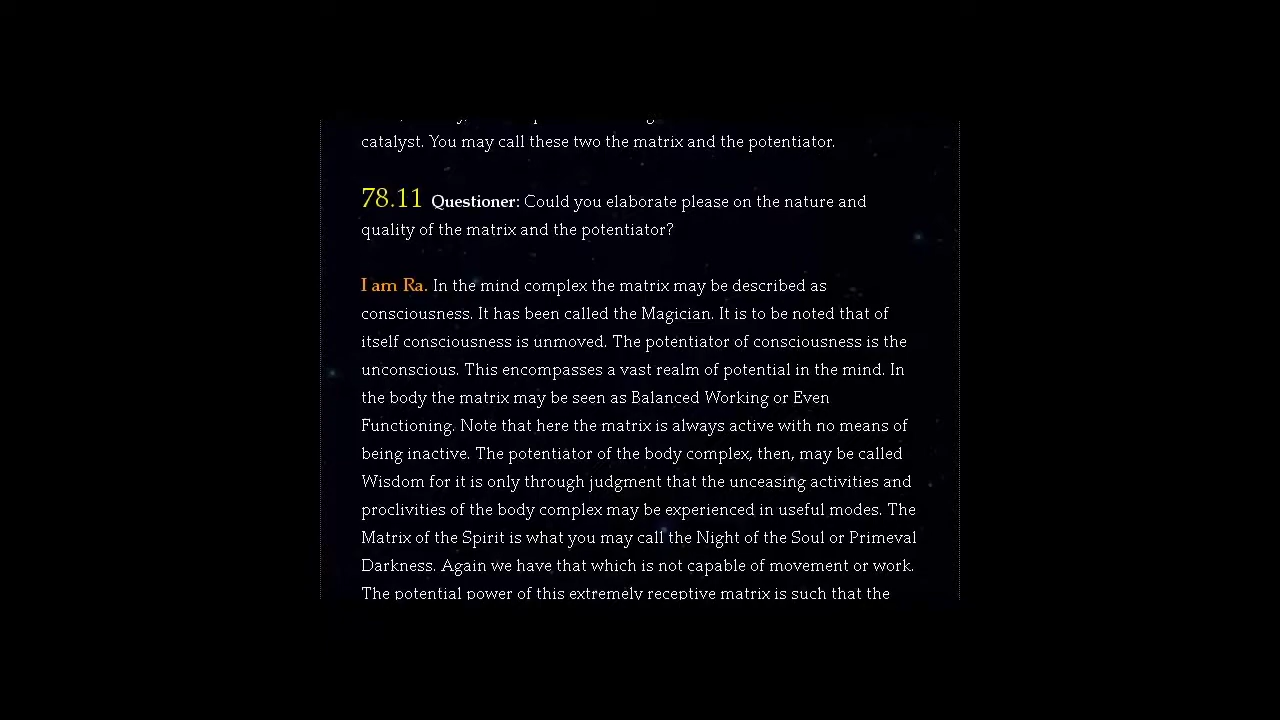 catalyst. You may call these two the matrix and the potentiator.
78.11 Questioner: Could you elaborate please on the nature and
quality of the matrix and the potentiator?
I am Ra. In the mind complex the matrix may be described as
consciousness. It has been called the Magician. It is to be noted that of
itself consciousness is unmoved. The potentiator of consciousness is the
unconscious. This encompasses a vast realm of potential in the mind. In
the body the matrix may be seen as Balanced Working or Even
Functioning. Note that here the matrix is always active with no means of
being inactive. The potentiator of the body complex, then, may be called
Wisdom for it is only through judgment that the unceasing activities and
proclivities of the body complex may be experienced in useful modes. The
Matrix of the Spirit is what you may call the Night of the Soul or Primeval
Darkness. Again we have that which is not capable of movement or work.
The potential power of this extremely receptive matrix is such that the